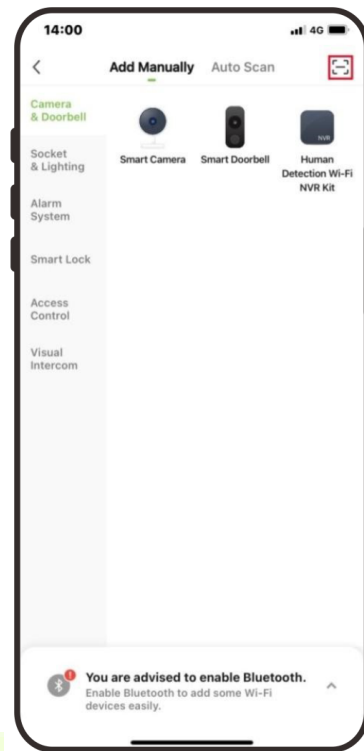 14:00
4G
Add Manually
Auto Scan
Camera
& Doorbell
Socket
& Lighting
Alarm
System
Smart Lock
Access
Control
Visual
Intercom
Smart Camera
Smart Doorbell
NVR
Human
Detection Wi-Fi
NVR Kit
You are advised to enable Bluetooth.
Enable Bluetooth to add some Wi-Fi
devices easily.